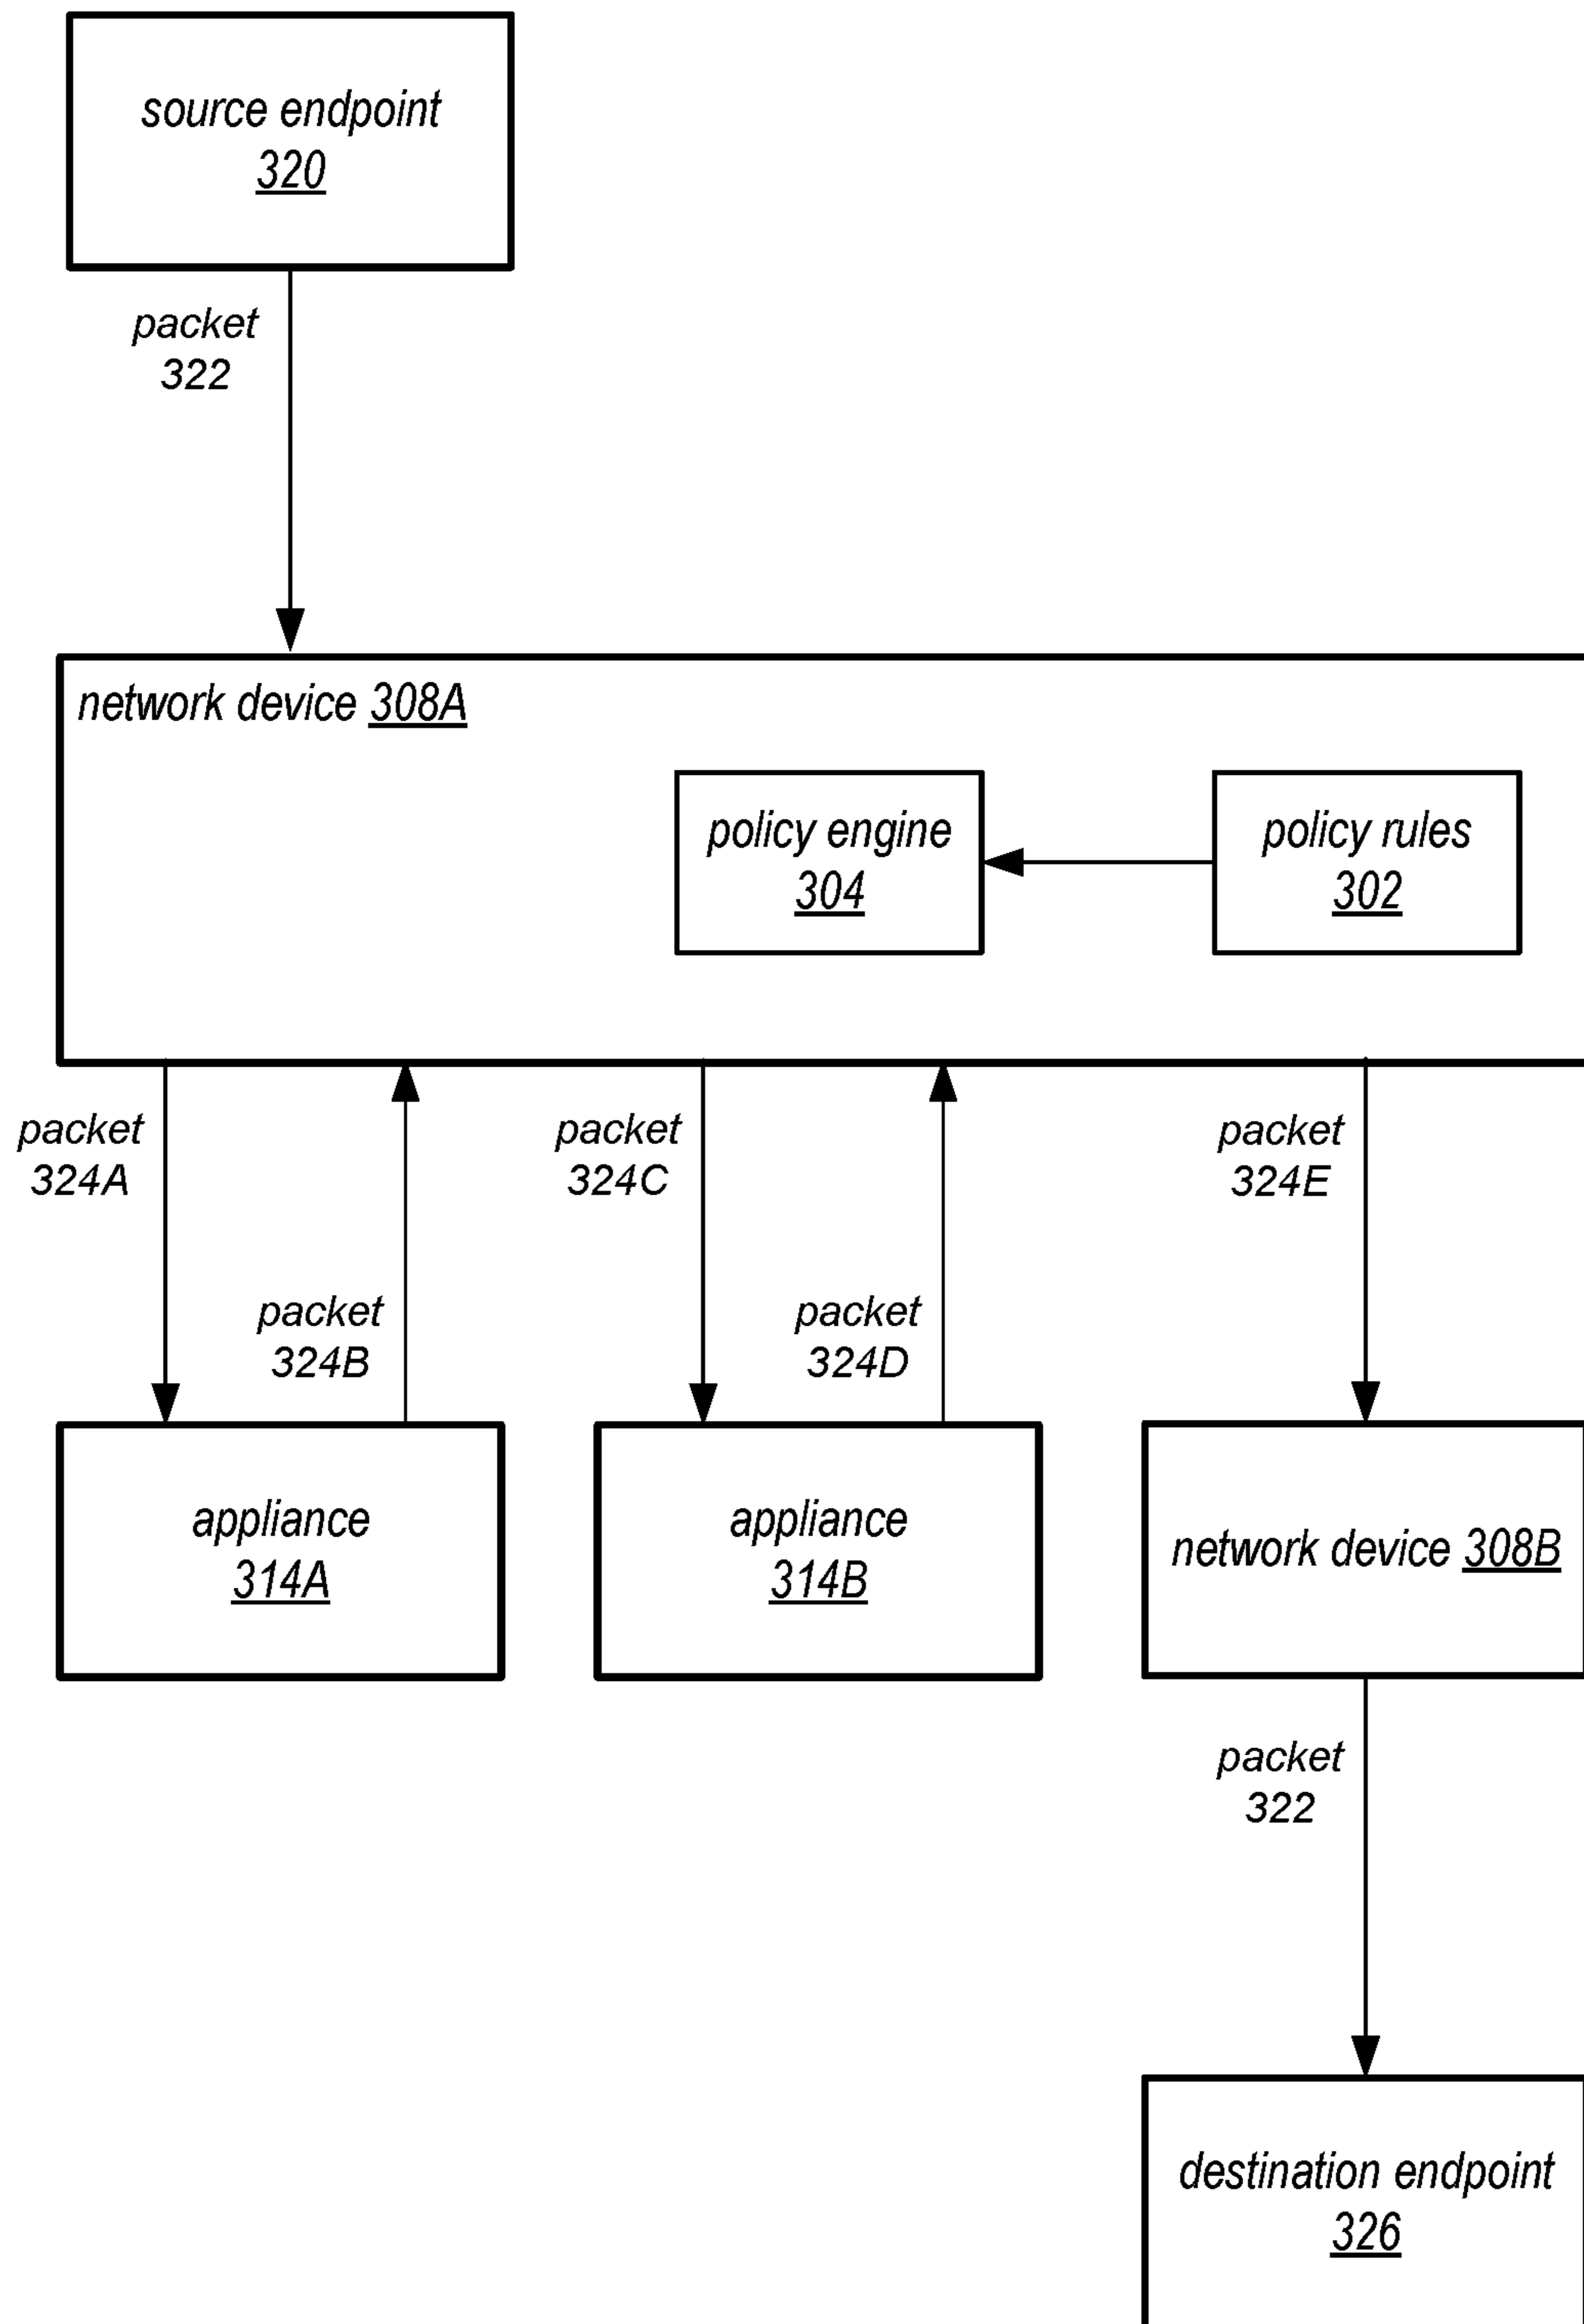 source endpoint
320
packet
322
network device 308A
policy engine
304
policy rules
302
packet
324A
packet
324B
packet
324C
packet
324D
packet
324E
appliance
314A
appliance
314B
network device 308B
packet
322
destination endpoint
326